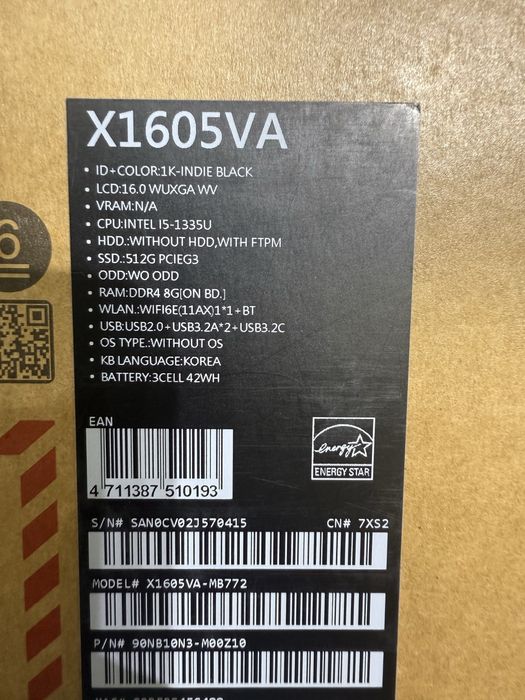 X1605VA
• ID+COLOR:1K-INDIE BLACK
• LCD:16.0 WUXGA WV
• VRAM:N/A
• CPU:INTEL I5-1335U
• HDD.:WITHOUT HDD,WITH FTPM
• SSD.:512G PCIEG3
• ODD:WO ODD
• RAM:DDR4 8G[ON BD.]
• WLAN.:WIFI6E(11AX)1*1+BT
• USB:USB2.0+USB3.2A*2+USB3.2C
• OS TYPE.:WITHOUT OS
• KB LANGUAGE:KOREA
• BATTERY:3CELL 42WH
6
EAN
4 711387 510193
energy
ENERGY STAR
S/N# SAN0CV02J570415 CN# 7XS2
MODEL# X1605VA-MB772
P/N# 90NB10N3-M00Z10